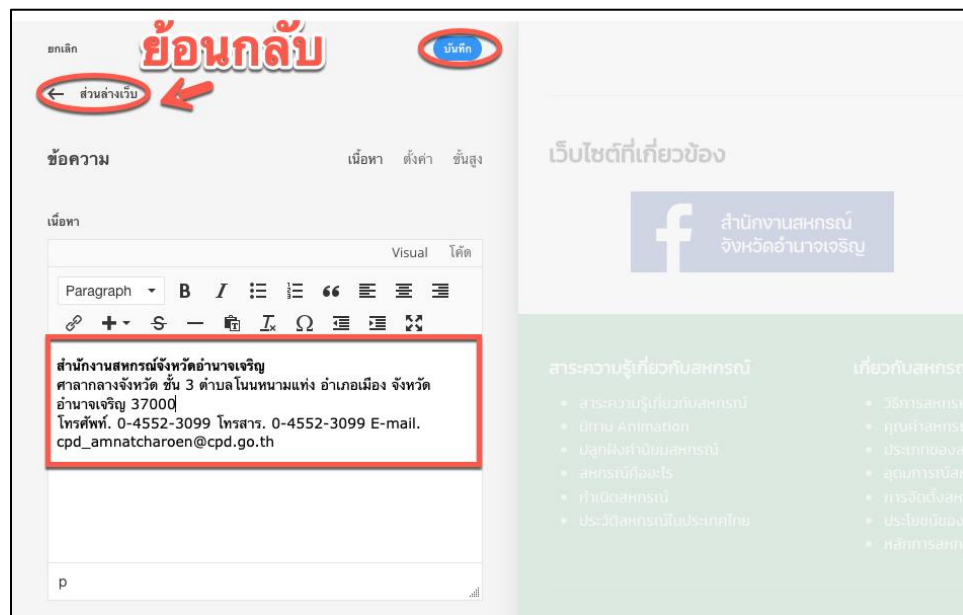 ยกเลิก
ย้อนกลับ
บันทึก
← ส่วนล่างเว็บ
ข้อความ
เนื้อหา ตั้งค่า ขั้นสูง
เนื้อหา
Visual โค้ด
Paragraph
สำนักงานสหกรณ์จังหวัดอำนาจเจริญ
ศาลากลางจังหวัด ชั้น 3 ตำบลโนนหนามแท่ง อำเภอเมือง จังหวัด
อำนาจเจริญ 37000
โทรศัพท์. 0-4552-3099 โทรสาร. 0-4552-3099 E-mail.
cpd_amnatcharoen@cpd.go.th
p
เว็บไซต์ที่เกี่ยวข้อง
สำนักงานสหกรณ์
จังหวัดอำนาจเจริญ
สาระความรู้เกี่ยวกับสหกรณ์
สาระความรู้เกี่ยวกับสหกรณ์
นิทาน Animation
ปลูกฝังค่านิยมสหกรณ์
สหกรณ์คืออะไร
กำเนิดสหกรณ์
ประวัติสหกรณ์ในประเทศไทย
เกี่ยวกับสหกร